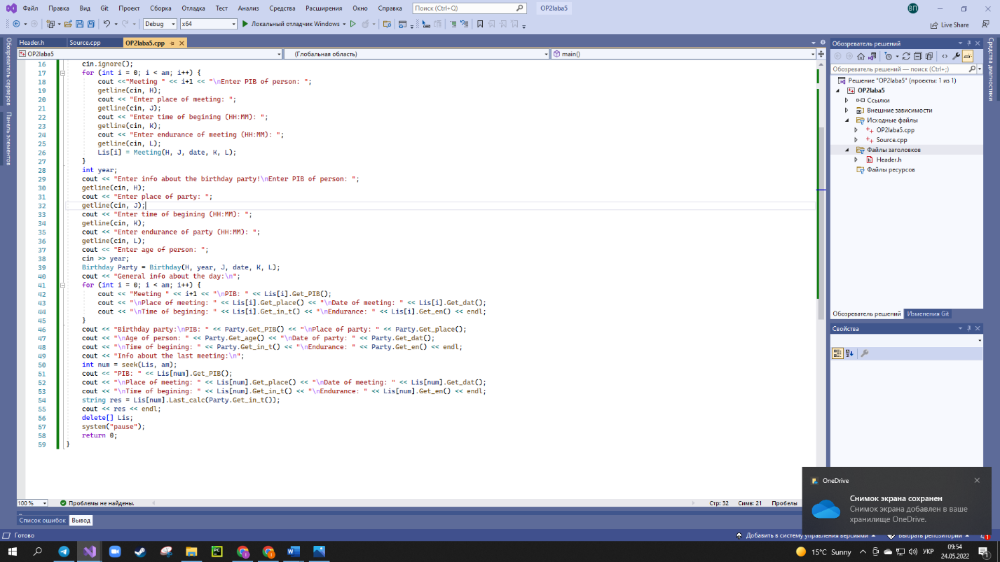 Файл Правка Вид Git Проект Сборка Отладка Тест Анализ Средства Расширения Окно Справка Поиск (Ctrl+Q) OP2laba5 ВП
Debug x64 Локальный отладчик Windows Live Share
Обозреватель серверов
Панель элементов
Header.h Source.cpp OP2laba5.cpp
OP2laba5 (Глобальная область) main()
16 cin.ignore();
17 for (int i = 0; i < am; i++) {
18 cout <<"Meeting " << i+1 << "\nEnter PIB of person: ";
19 getline(cin, H);
20 cout << "Enter place of meeting: ";
21 getline(cin, J);
22 cout << "Enter time of begining (HH:MM): ";
23 getline(cin, K);
24 cout << "Enter endurance of meeting (HH:MM): ";
25 getline(cin, L);
26 Lis[i] = Meeting(H, J, date, K, L);
27 }
28 int year;
29 cout << "Enter info about the birthday party!\nEnter PIB of person: ";
30 getline(cin, H);
31 cout << "Enter place of party: ";
32 getline(cin, J);
33 cout << "Enter time of begining (HH:MM): ";
34 getline(cin, K);
35 cout << "Enter endurance of party (HH:MM): ";
36 getline(cin, L);
37 cout << "Enter age of person: ";
38 cin >> year;
39 Birthday Party = Birthday(H, year, J, date, K, L);
40 cout << "General info about the day:\n";
41 for (int i = 0; i < am; i++) {
42 cout << "Meeting " << i+1 << "\nPIB: " << Lis[i].Get_PIB();
43 cout << "\nPlace of meeting: " << Lis[i].Get_place() << "\nDate of meeting: " << Lis[i].Get_dat();
44 cout << "\nTime of begining: " << Lis[i].Get_in_t() << "\nEndurance: " << Lis[i].Get_en() << endl;
45 }
46 cout << "Birthday party:\nPIB: " << Party.Get_PIB() << "\nPlace of party: " << Party.Get_place();
47 cout << "\nAge of person: " << Party.Get_age() << "\nDate of party: " << Party.Get_dat();
48 cout << "\nTime of begining: " << Party.Get_in_t() << "\nEndurance: " << Party.Get_en() << endl;
49 cout << "Info about the last meeting:\n";
50 int num = seek(Lis, am);
51 cout << "PIB: " << Lis[num].Get_PIB();
52 cout << "\nPlace of meeting: " << Lis[num].Get_place() << "\nDate of meeting: " << Lis[num].Get_dat();
53 cout << "\nTime of begining: " << Lis[num].Get_in_t() << "\nEndurance: " << Lis[num].Get_en() << endl;
54 string res = Lis[num].Last_calc(Party.Get_in_t());
55 cout << res << endl;
56 delete[] Lis;
57 system("pause");
58 return 0;
59 }
100 % Проблемы не найдены. Стр: 32 Симв: 21 Пробелы
Список ошибок Вывод
Обозреватель решений
Обозреватель решений — поиск (Ctrl+;)
Решение "OP2laba5" (проекты: 1 из 1)
OP2laba5
Ссылки
Внешние зависимости
Исходные файлы
OP2laba5.cpp
Source.cpp
Файлы заголовков
Header.h
Файлы ресурсов
Обозреватель решений Изменения Git
Свойства
Средства диагностики
OneDrive
Снимок экрана сохранен
Снимок экрана добавлен в ваше
хранилище OneDrive.
Готово Добавить в систему управления версиями Выбрать репозиторий 1
15°C Sunny УКР 09:54
24.05.2022 1